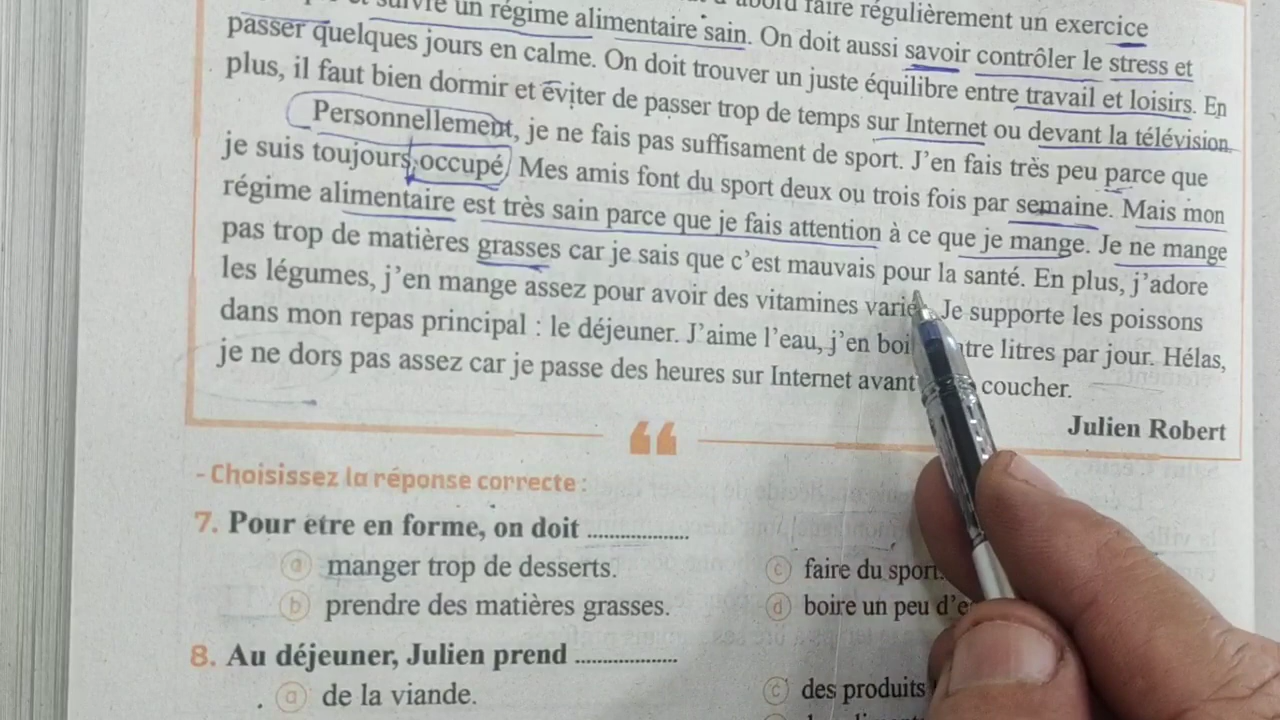 d'abord faire régulièrement un exercice
suivre un régime alimentaire sain. On doit aussi savoir contrôler le stress et
passer quelques jours en calme. On doit trouver un juste équilibre entre travail et loisirs. En
plus, il faut bien dormir et éviter de passer trop de temps sur Internet ou devant la télévision.
Personnellement, je ne fais pas suffisament de sport. J'en fais très peu parce que
je suis toujours occupé. Mes amis font du sport deux ou trois fois par semaine. Mais mon
régime alimentaire est très sain parce que je fais attention à ce que je mange. Je ne mange
pas trop de matières grasses car je sais que c'est mauvais pour la santé. En plus, j'adore
les légumes, j'en mange assez pour avoir des vitamines Je supporte les poissons
dans mon repas principal : le déjeuner. J'aime l'eau, j'en litres par jour. Hélas,
je ne dors pas assez car je passe des heures sur Internet avant coucher.
Julien Robert
- Choisissez la réponse correcte :
7. Pour etre en forme, on doit ....................
a manger trop de desserts.
c faire du sport.
b prendre des matières grasses.
d boire un peu
8. Au déjeuner, Julien prend ....................
a de la viande.
c des produits